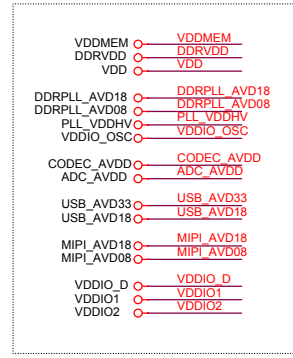 VDDMEM VDDMEM
DDRVDD DDRVDD
VDD VDD
DDRPLL_AVD18 DDRPLL_AVD18
DDRPLL_AVD08 DDRPLL_AVD08
PLL_VDDHV PLL_VDDHV
VDDIO_OSC VDDIO_OSC
CODEC_AVDD CODEC_AVDD
ADC_AVDD ADC_AVDD
USB_AVD33 USB_AVD33
USB_AVD18 USB_AVD18
MIPI_AVD18 MIPI_AVD18
MIPI_AVD08 MIPI_AVD08
VDDIO_D VDDIO_D
VDDIO1 VDDIO1
VDDIO2 VDDIO2